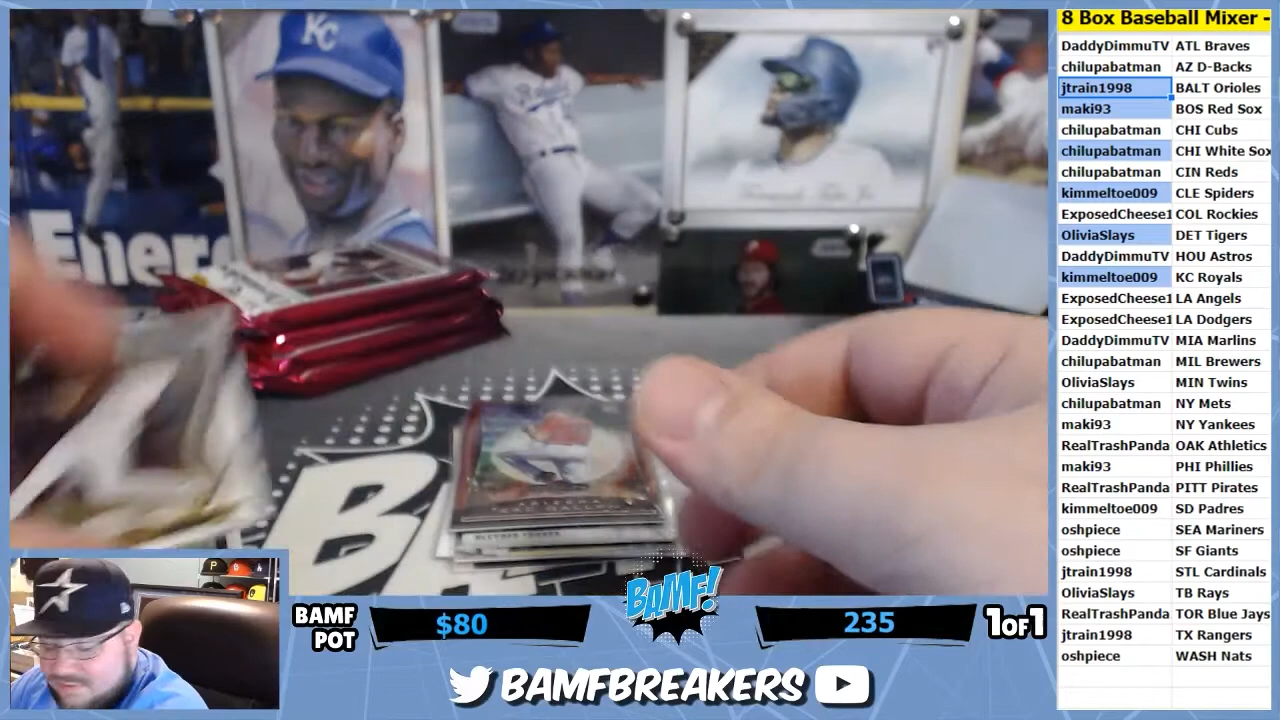 8 Box Baseball Mixer -
DaddyDimmuTV ATL Braves
chilupabatman AZ D-Backs
jtrain1998 BALT Orioles
maki93 BOS Red Sox
chilupabatman CHI Cubs
chilupabatman CHI White Sox
chilupabatman CIN Reds
kimmeltoe009 CLE Spiders
ExposedCheese1 COL Rockies
OliviaSlays DET Tigers
DaddyDimmuTV HOU Astros
kimmeltoe009 KC Royals
ExposedCheese1 LA Angels
ExposedCheese1 LA Dodgers
DaddyDimmuTV MIA Marlins
chilupabatman MIL Brewers
OliviaSlays MIN Twins
chilupabatman NY Mets
maki93 NY Yankees
RealTrashPanda OAK Athletics
maki93 PHI Phillies
RealTrashPanda PITT Pirates
kimmeltoe009 SD Padres
oshpiece SEA Mariners
oshpiece SF Giants
jtrain1998 STL Cardinals
OliviaSlays TB Rays
RealTrashPanda TOR Blue Jays
jtrain1998 TX Rangers
oshpiece WASH Nats
KC
Ener
BA
BAMF POT
$80
BAMF!
235
1OF1
BAMFBREAKERS